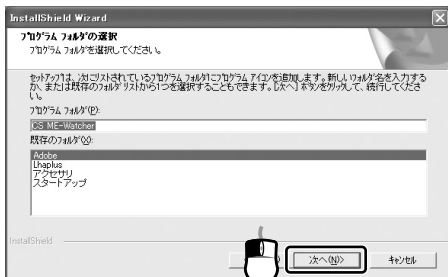 InstallShield Wizard
プログラム フォルダの選択
プログラム フォルダを選択してください。
セットアップは、次にリストされているプログラム フォルダにプログラム アイコンを追加します。新しいフォルダ名を入力する
か、または既存のフォルダ リストから1つを選択することもできます。[次へ] ボタンをクリックして、続行してくださ
い。
プログラム フォルダ(P):
CS ME-Watcher
既存のフォルダ(X):
Adobe
Lhaplus
アクセサリ
スタートアップ
InstallShield
次へ(N)>
キャンセル